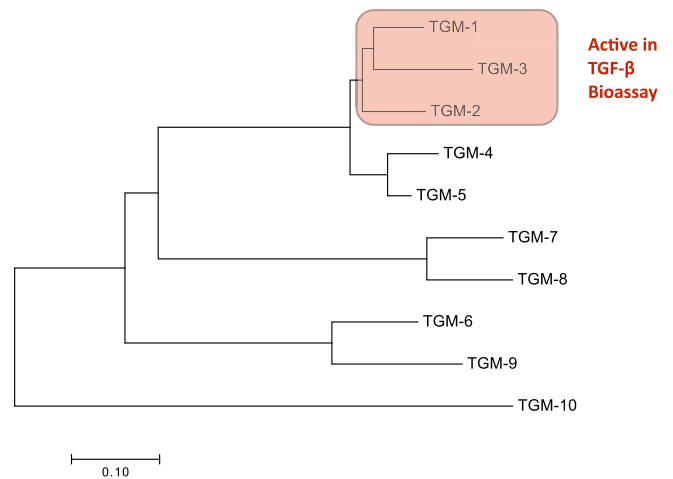 TGM-1
TGM-3
TGM-2
Active in
TGF-β
Bioassay
TGM-4
TGM-5
TGM-7
TGM-8
TGM-6
TGM-9
TGM-10
0.10